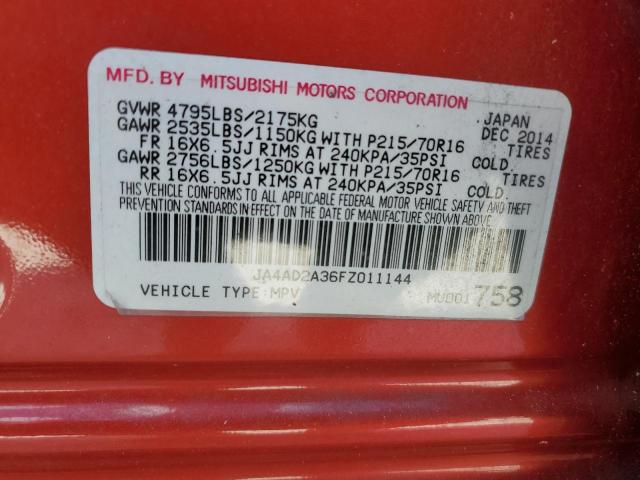 MFD. BY MITSUBISHI MOTORS CORPORATION
GVWR 4795LBS/2175KG JAPAN DEC 2014
GAWR 2535LBS/1150KG WITH P215/70R16 TIRES
FR 16X6.5JJ RIMS AT 240KPA/35PSI COLD.
GAWR 2756LBS/1250KG WITH P215/70R16 TIRES
RR 16X6.5JJ RIMS AT 240KPA/35PSI COLD.
THIS VEHICLE CONFORMS TO ALL APPLICABLE FEDERAL MOTOR VEHICLE SAFETY AND THEFT
PREVENTION STANDARDS IN EFFECT ON THE DATE OF MANUFACTURE SHOWN ABOVE.
JA4AD2A36FZ011144
VEHICLE TYPE:MPV MU001 758